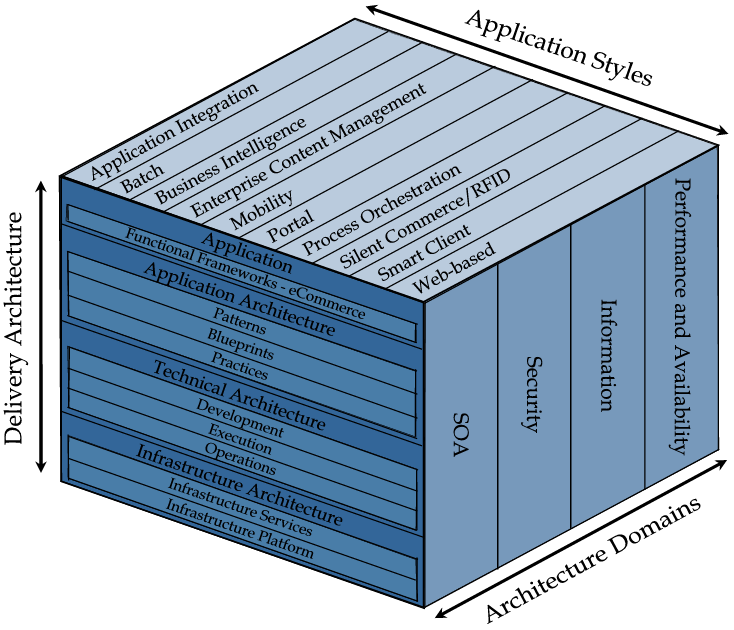 Application Styles
Application Integration
Batch
Business Intelligence
Enterprise Content Management
Mobility
Portal
Process Orchestration
Silent Commerce/RFID
Smart Client
Web-based
Delivery Architecture
Application
Functional Frameworks - eCommerce
Application Architecture
Patterns
Blueprints
Practices
Technical Architecture
Development
Execution
Operations
Infrastructure Architecture
Infrastructure Services
Infrastructure Platform
SOA
Security
Information
Performance and Availability
Architecture Domains